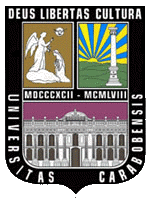 DEUS LIBERTAS CULTURA
MDCCCXCII - MCMLVIII
UNIVERSITAS
CARABOBENSIS